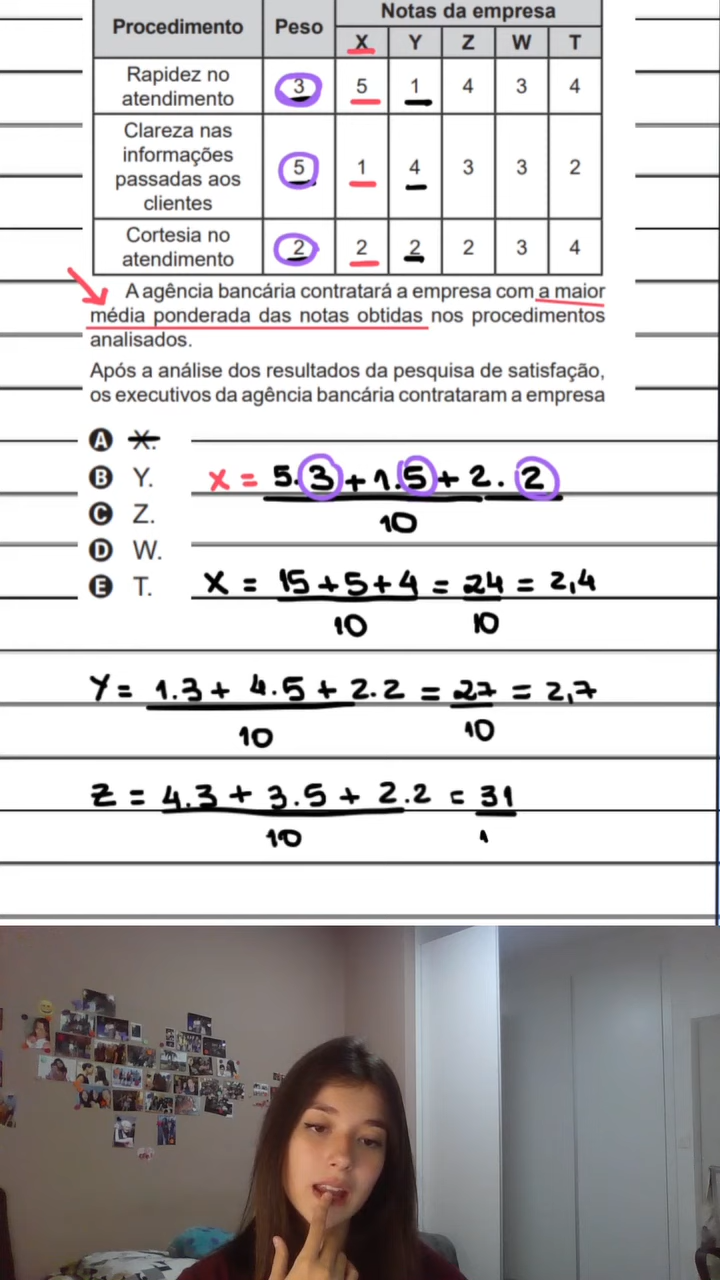 Notas da empresa
Procedimento Peso
X Y Z W T
Rapidez no
atendimento 3 5 1 4 3 4
Clareza nas
informações
passadas aos
clientes 5 1 4 3 3 2
Cortesia no
atendimento 2 2 2 2 3 4
A agência bancária contratará a empresa com a maior
média ponderada das notas obtidas nos procedimentos
analisados.
Após a análise dos resultados da pesquisa de satisfação,
os executivos da agência bancária contrataram a empresa
A X.
B Y.
C Z.
D W.
E T.
X = 5.3+1.5+2.2
10
X = 15+5+4 = 24 = 2,4
10 10
Y = 1.3+ 4.5 + 2.2 = 27 = 2,7
10 10
Z = 4.3 + 3.5 + 2.2 = 31
10